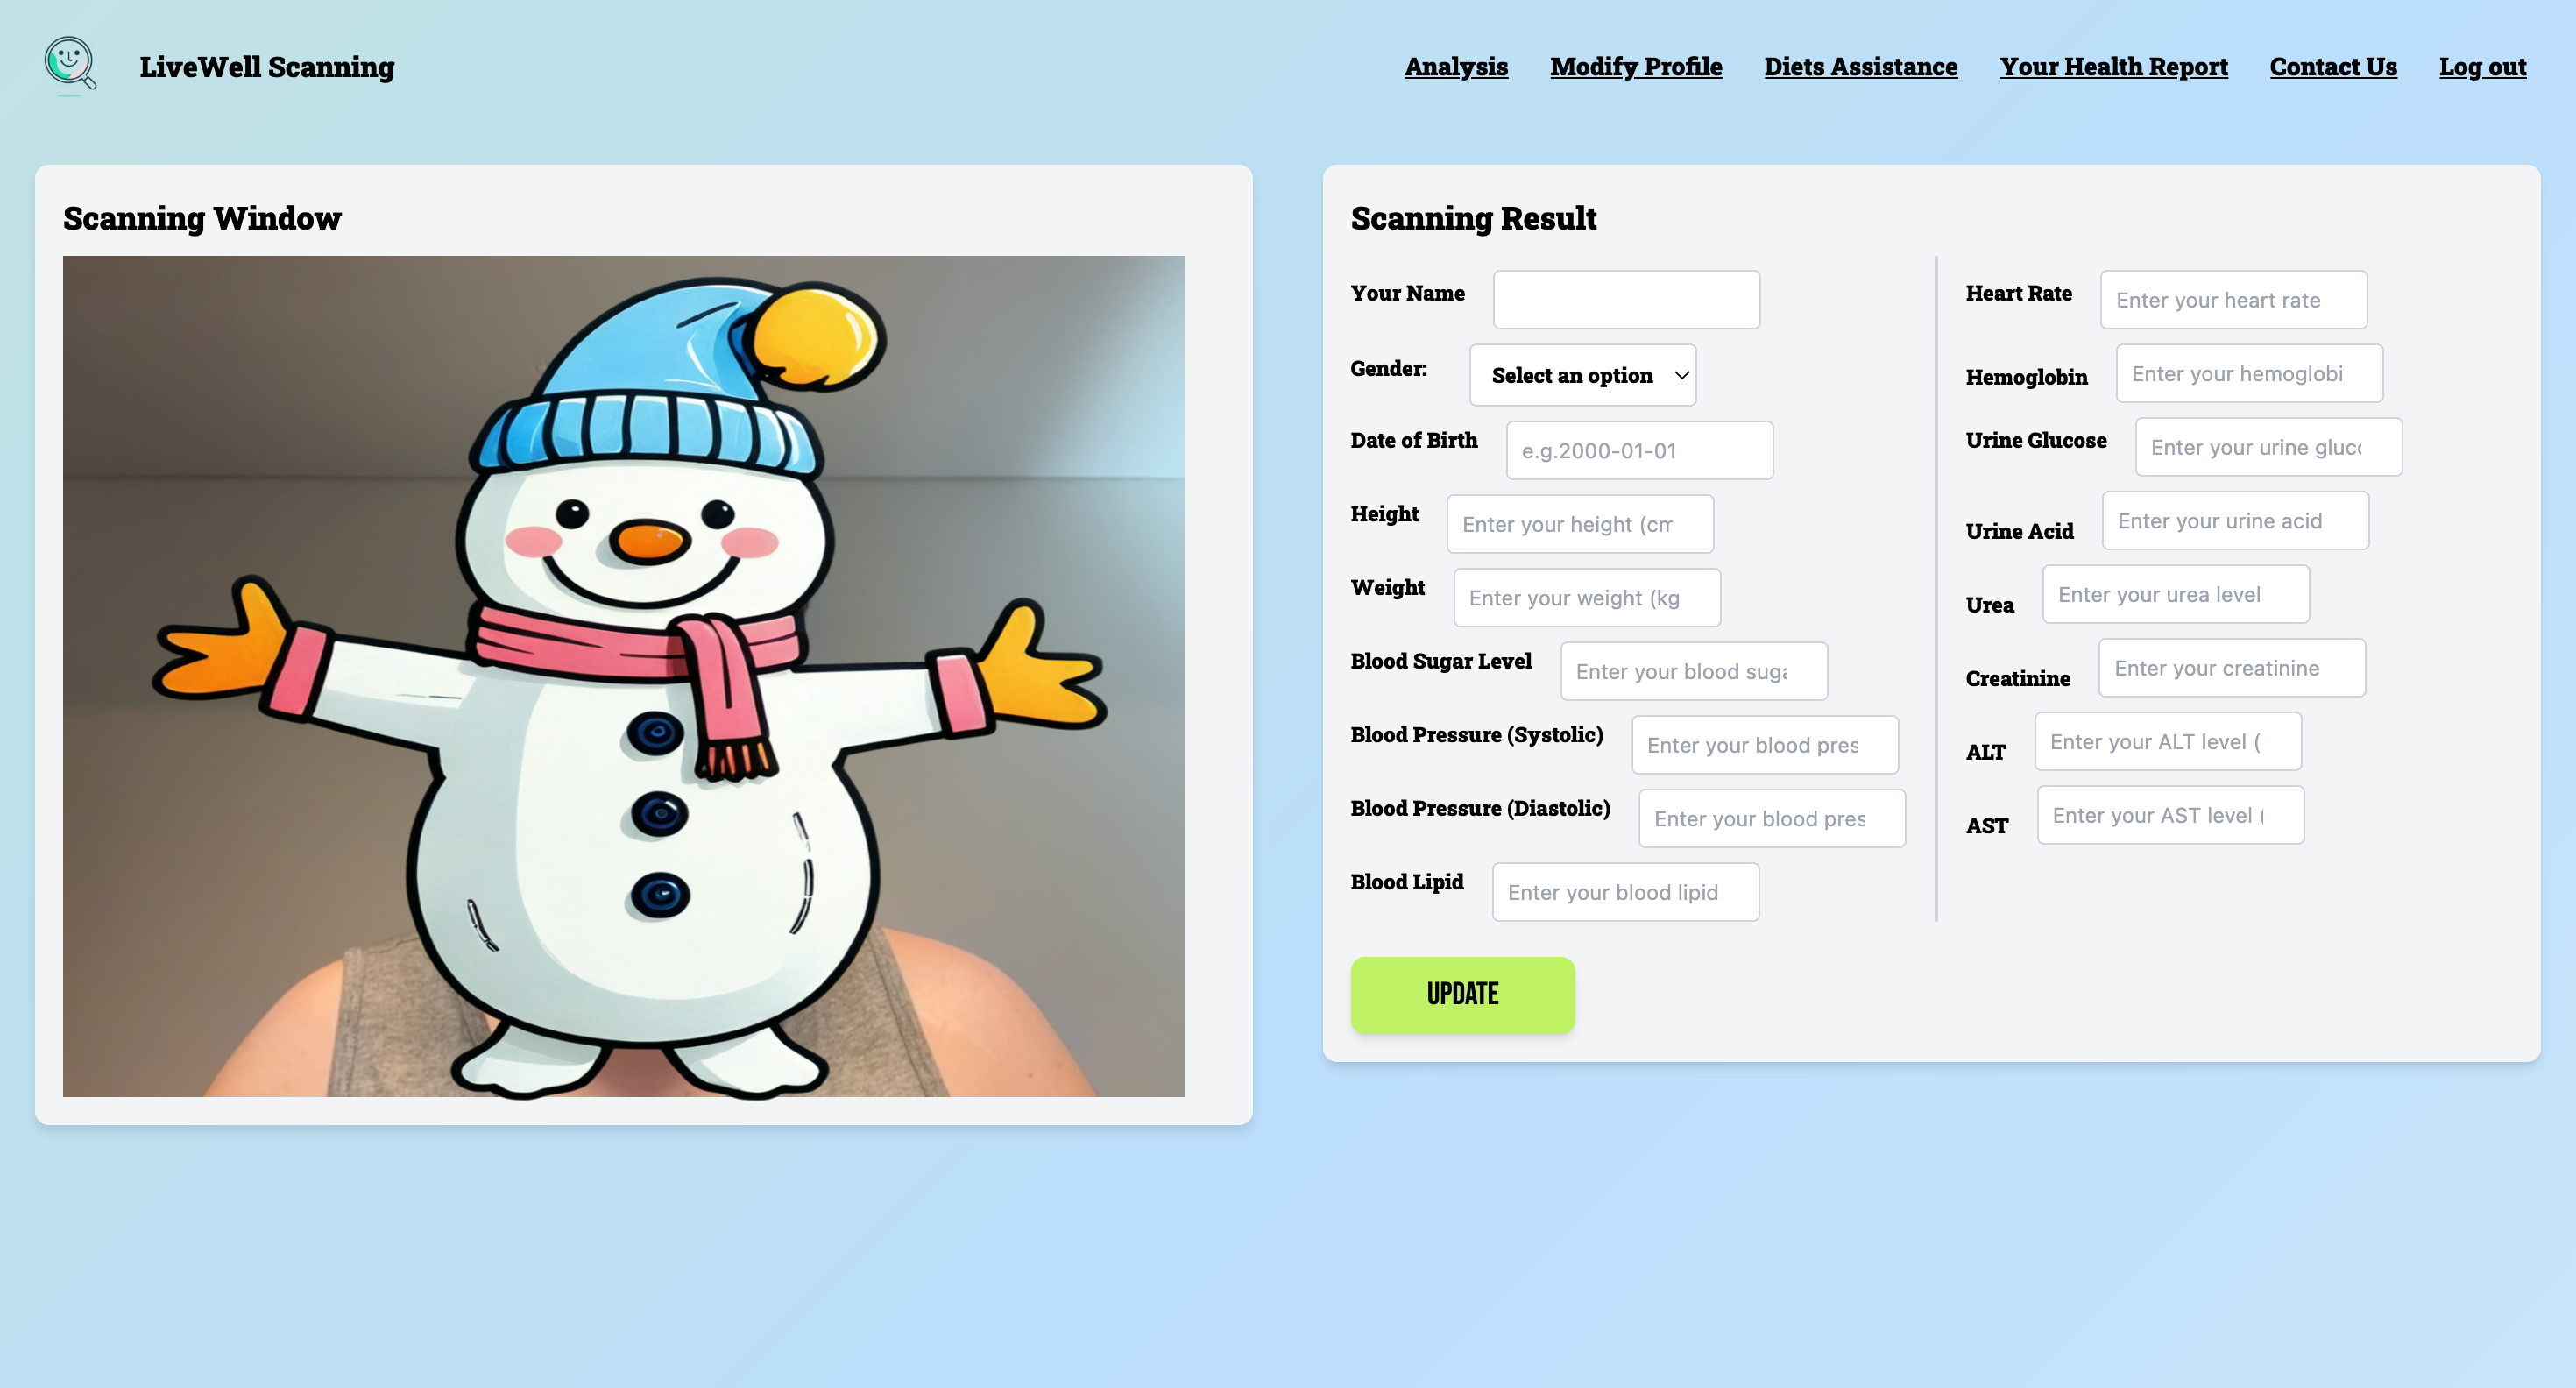 LiveWell Scanning
Analysis
Modify Profile
Diets Assistance
Your Health Report
Contact Us
Log out
Scanning Window
Scanning Result
Your Name
Gender:
Select an option
Date of Birth
e.g.2000-01-01
Height
Enter your height (cm
Weight
Enter your weight (kg
Blood Sugar Level
Enter your blood suga
Blood Pressure (Systolic)
Enter your blood pres
Blood Pressure (Diastolic)
Enter your blood pres
Blood Lipid
Enter your blood lipid
Heart Rate
Enter your heart rate
Hemoglobin
Enter your hemoglobi
Urine Glucose
Enter your urine gluco
Urine Acid
Enter your urine acid
Urea
Enter your urea level
Creatinine
Enter your creatinine
ALT
Enter your ALT level (
AST
Enter your AST level (
UPDATE